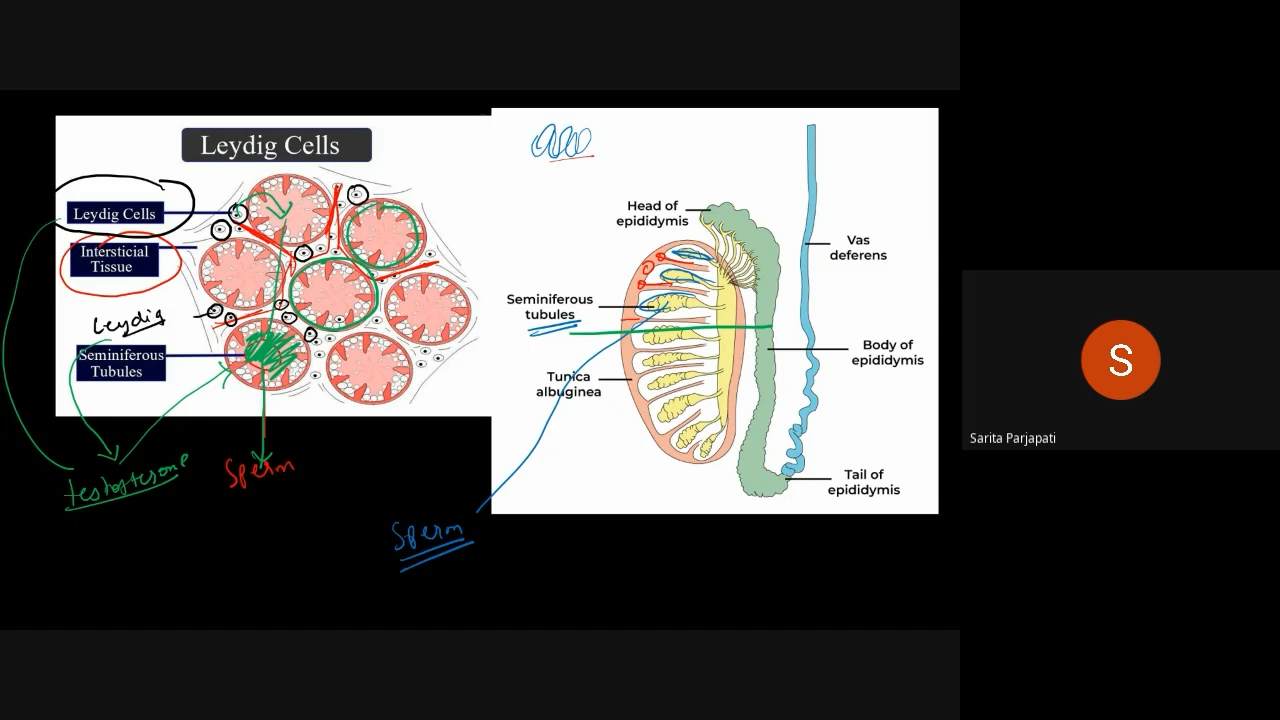 Leydig Cells
Leydig Cells
Intersticial
Tissue
Leydig
Seminiferous
Tubules
testosterone
Sperm
Head of
epididymis
Vas
deferens
Seminiferous
tubules
Body of
epididymis
Tunica
albuginea
Tail of
epididymis
Sperm
S
Sarita Parjapati